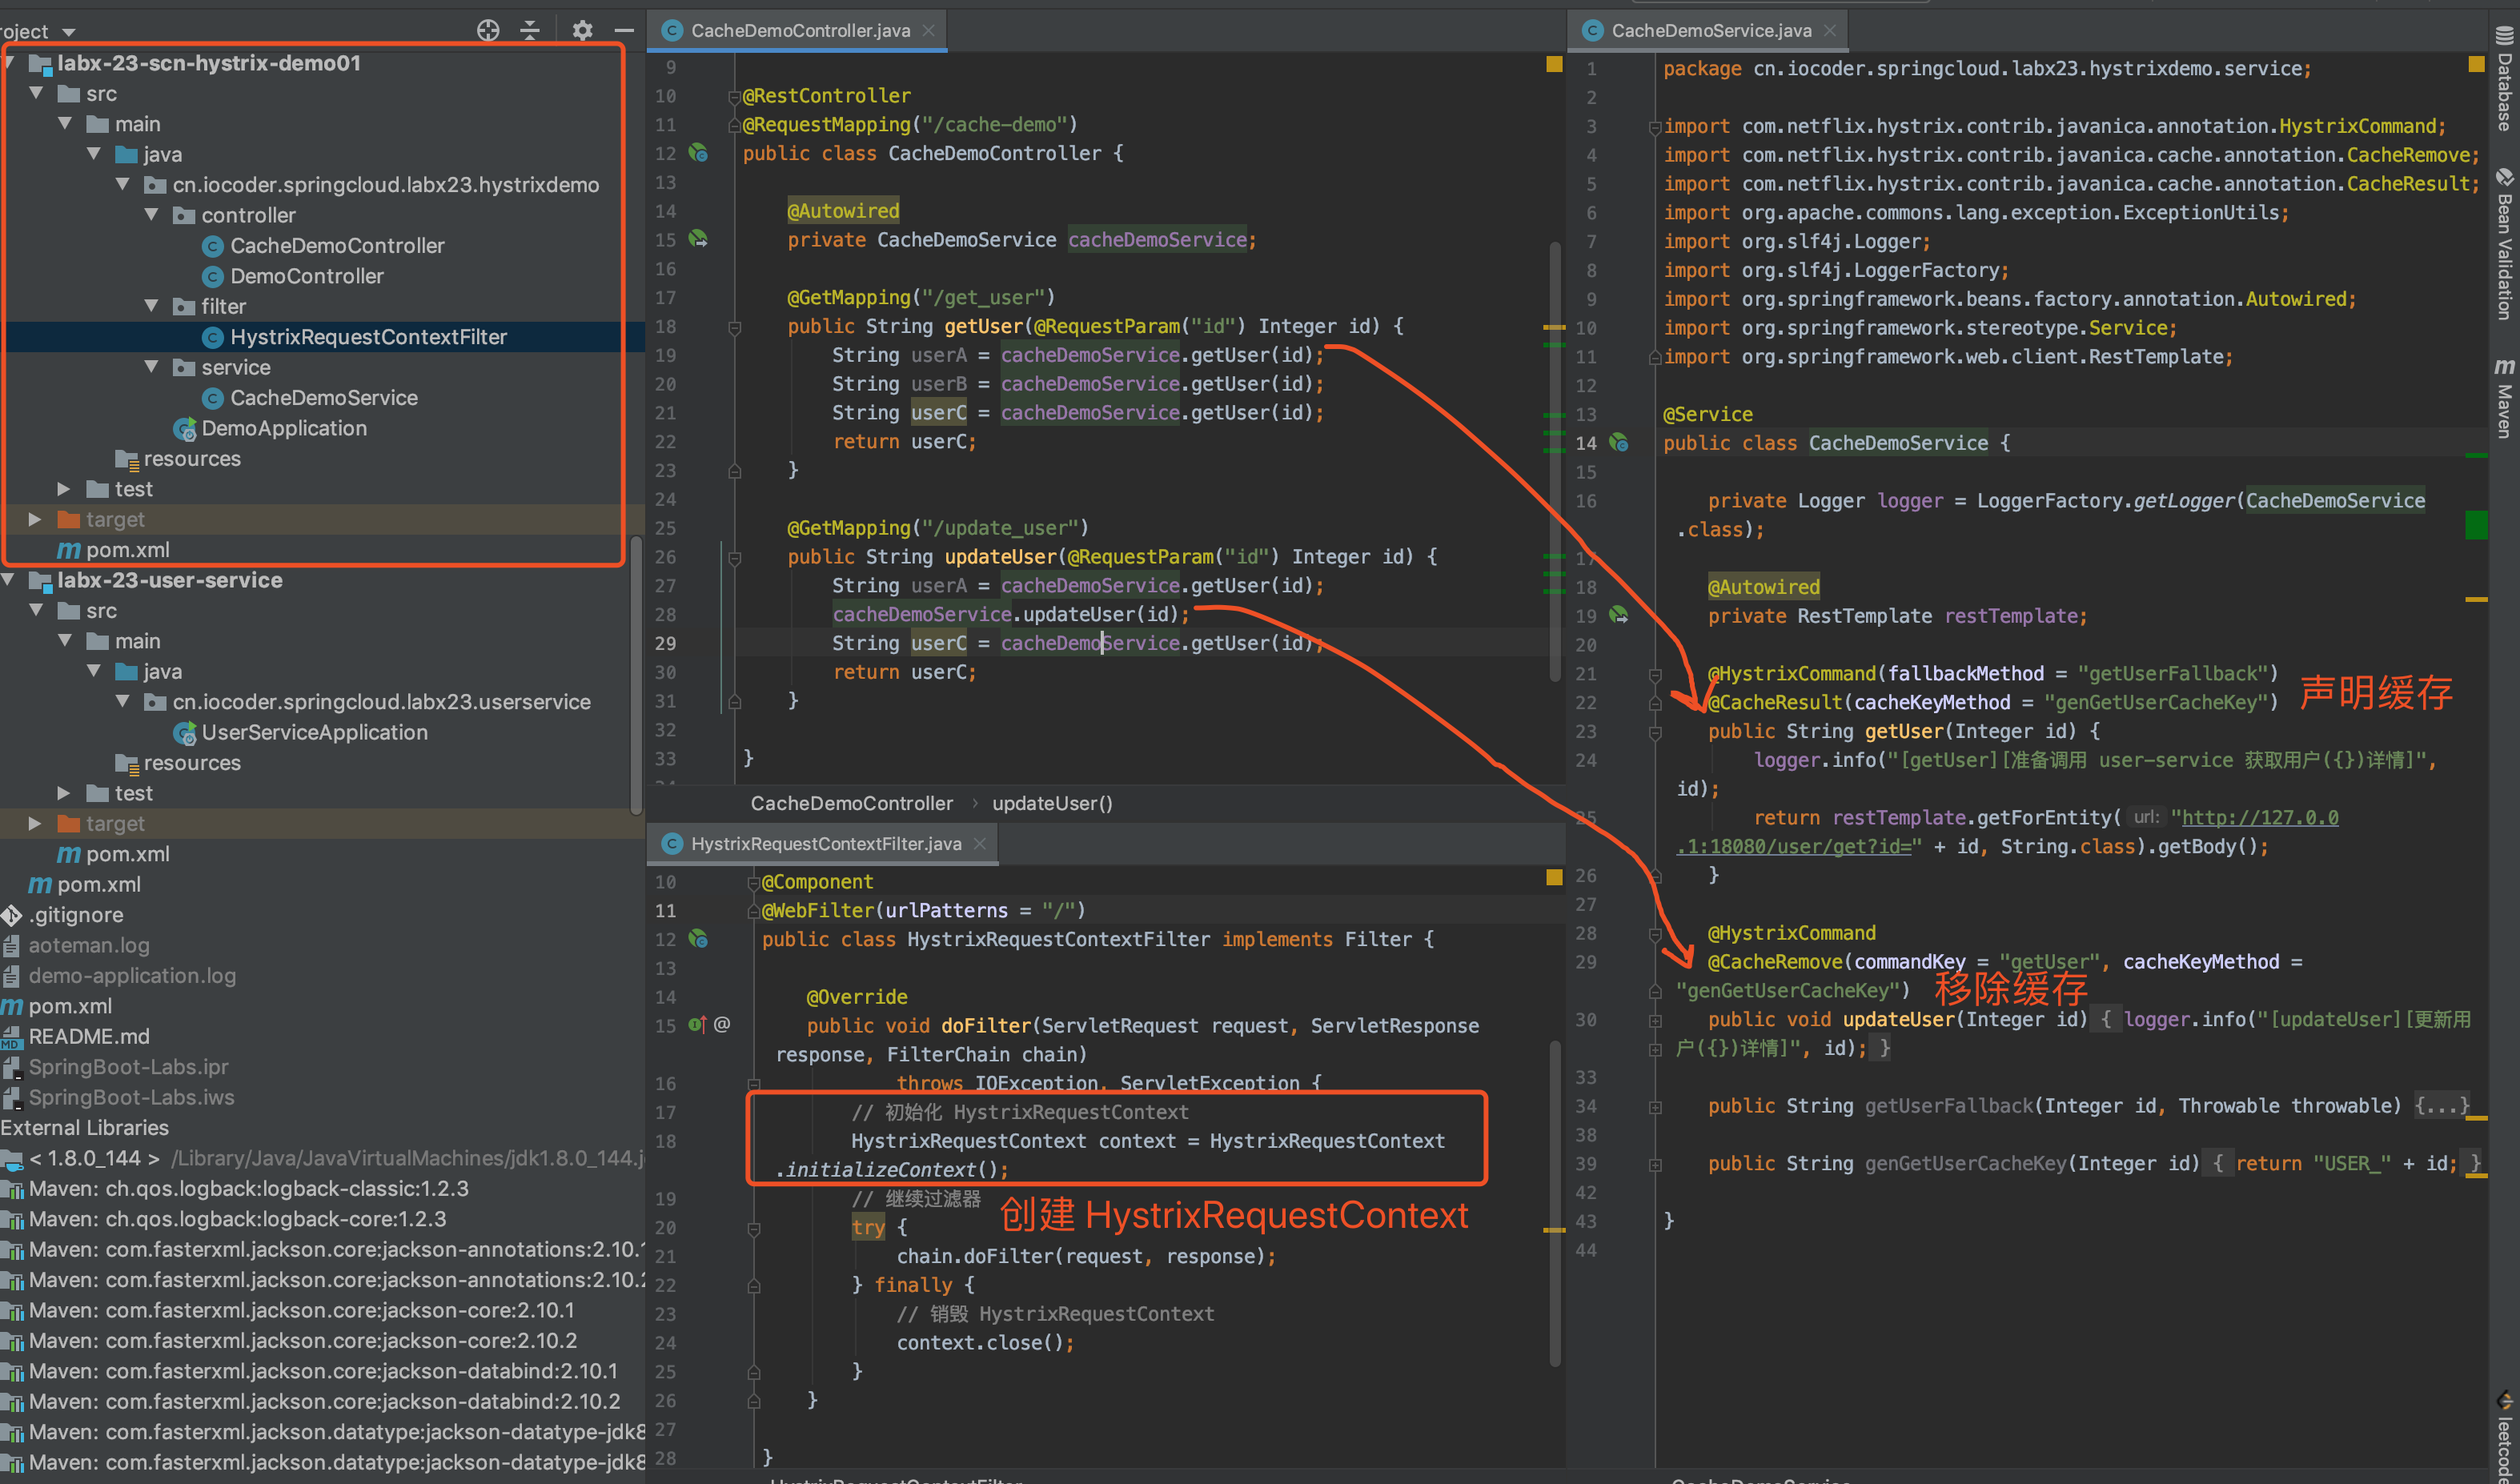 roject
labx-23-scn-hystrix-demo01
src
main
java
cn.iocoder.springcloud.labx23.hystrixdemo
controller
CacheDemoController
DemoController
filter
HystrixRequestContextFilter
service
CacheDemoService
DemoApplication
resources
test
target
pom.xml
labx-23-user-service
src
main
java
cn.iocoder.springcloud.labx23.userservice
UserServiceApplication
resources
test
target
pom.xml
pom.xml
.gitignore
aoteman.log
demo-application.log
pom.xml
README.md
SpringBoot-Labs.ipr
SpringBoot-Labs.iws
External Libraries
< 1.8.0_144 > /Library/Java/JavaVirtualMachines/jdk1.8.0_144.j
Maven: ch.qos.logback:logback-classic:1.2.3
Maven: ch.qos.logback:logback-core:1.2.3
Maven: com.fasterxml.jackson.core:jackson-annotations:2.10.1
Maven: com.fasterxml.jackson.core:jackson-annotations:2.10.2
Maven: com.fasterxml.jackson.core:jackson-core:2.10.1
Maven: com.fasterxml.jackson.core:jackson-core:2.10.2
Maven: com.fasterxml.jackson.core:jackson-databind:2.10.1
Maven: com.fasterxml.jackson.core:jackson-databind:2.10.2
Maven: com.fasterxml.jackson.datatype:jackson-datatype-jdk8
Maven: com.fasterxml.jackson.datatype:jackson-datatype-jdk8
CacheDemoController.java
9
10 @RestController
11 @RequestMapping("/cache-demo")
12 public class CacheDemoController {
13
14 @Autowired
15 private CacheDemoService cacheDemoService;
16
17 @GetMapping("/get_user")
18 public String getUser(@RequestParam("id") Integer id) {
19 String userA = cacheDemoService.getUser(id);
20 String userB = cacheDemoService.getUser(id);
21 String userC = cacheDemoService.getUser(id);
22 return userC;
23 }
24
25 @GetMapping("/update_user")
26 public String updateUser(@RequestParam("id") Integer id) {
27 String userA = cacheDemoService.getUser(id);
28 cacheDemoService.updateUser(id);
29 String userC = cacheDemoService.getUser(id);
30 return userC;
31 }
32
33 }
CacheDemoController › updateUser()
HystrixRequestContextFilter.java
10 @Component
11 @WebFilter(urlPatterns = "/")
12 public class HystrixRequestContextFilter implements Filter {
13
14 @Override
15 @ public void doFilter(ServletRequest request, ServletResponse
response, FilterChain chain)
16 throws IOException, ServletException {
17 // 初始化 HystrixRequestContext
18 HystrixRequestContext context = HystrixRequestContext
.initializeContext();
19 // 继续过滤器
创建 HystrixRequestContext
20 try {
21 chain.doFilter(request, response);
22 } finally {
23 // 销毁 HystrixRequestContext
24 context.close();
25 }
26 }
27
28 }
CacheDemoService.java
1 package cn.iocoder.springcloud.labx23.hystrixdemo.service;
2
3 import com.netflix.hystrix.contrib.javanica.annotation.HystrixCommand;
4 import com.netflix.hystrix.contrib.javanica.cache.annotation.CacheRemove;
5 import com.netflix.hystrix.contrib.javanica.cache.annotation.CacheResult;
6 import org.apache.commons.lang.exception.ExceptionUtils;
7 import org.slf4j.Logger;
8 import org.slf4j.LoggerFactory;
9 import org.springframework.beans.factory.annotation.Autowired;
10 import org.springframework.stereotype.Service;
11 import org.springframework.web.client.RestTemplate;
12
13 @Service
14 public class CacheDemoService {
15
16 private Logger logger = LoggerFactory.getLogger(CacheDemoService
.class);
17
18 @Autowired
19 private RestTemplate restTemplate;
20
21 @HystrixCommand(fallbackMethod = "getUserFallback")
22 @CacheResult(cacheKeyMethod = "genGetUserCacheKey")
声明缓存
23 public String getUser(Integer id) {
24 logger.info("[getUser][准备调用 user-service 获取用户({})详情]",
id);
25 return restTemplate.getForEntity( url: "http://127.0.0
.1:18080/user/get?id=" + id, String.class).getBody();
26 }
27
28 @HystrixCommand
29 @CacheRemove(commandKey = "getUser", cacheKeyMethod =
"genGetUserCacheKey")
移除缓存
30 public void updateUser(Integer id) { logger.info("[updateUser][更新用
户({})详情]", id); }
33
34 public String getUserFallback(Integer id, Throwable throwable) {...}
38
39 public String genGetUserCacheKey(Integer id) { return "USER_" + id; }
42
43 }
44
Database
Bean Validation
Maven
leetcode